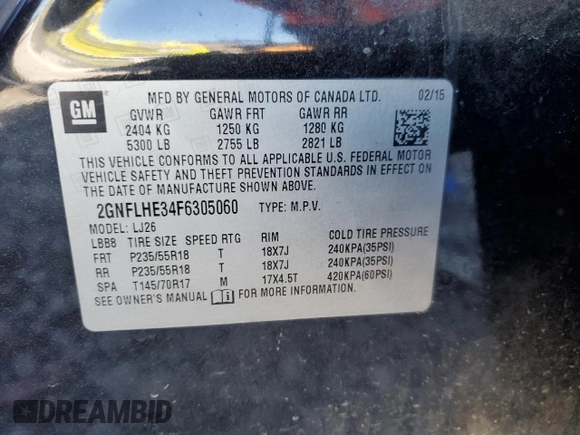 GM
MFD BY GENERAL MOTORS OF CANADA LTD. 02/15
GVWR GAWR FRT GAWR RR
2404 KG 1250 KG 1280 KG
5300 LB 2755 LB 2821 LB
THIS VEHICLE CONFORMS TO ALL APPLICABLE U.S. FEDERAL MOTOR
VEHICLE SAFETY AND THEFT PREVENTION STANDARDS IN EFFECT ON
THE DATE OF MANUFACTURE SHOWN ABOVE.
2GNFLHE34F6305060 TYPE: M.P.V.
MODEL: LJ26
LBB8 TIRE SIZE SPEED RTG RIM COLD TIRE PRESSURE
FRT P235/55R18 T 18X7J 240KPA(35PSI)
RR P235/55R18 T 18X7J 240KPA(35PSI)
SPA T145/70R17 M 17X4.5T 420KPA(60PSI)
SEE OWNER'S MANUAL FOR MORE INFORMATION.
DREAMBID